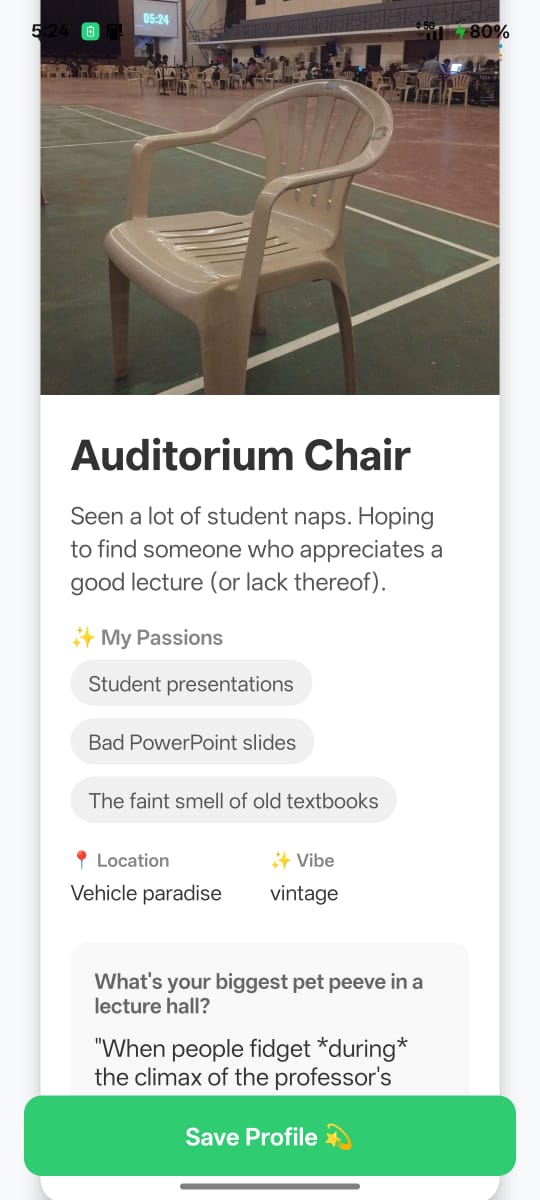 05:24
5:24
5G
80%
Auditorium Chair
Seen a lot of student naps. Hoping
to find someone who appreciates a
good lecture (or lack thereof).
✨ My Passions
Student presentations
Bad PowerPoint slides
The faint smell of old textbooks
📍 Location
✨ Vibe
Vehicle paradise
vintage
What's your biggest pet peeve in a
lecture hall?
"When people fidget *during*
the climax of the professor's
Save Profile 💫